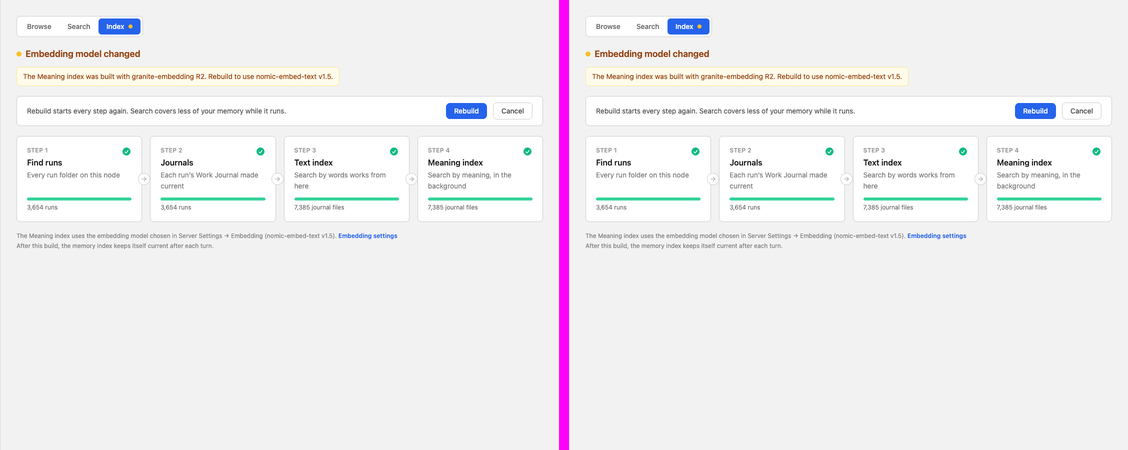 Browse Search Index
Embedding model changed
The Meaning index was built with granite-embedding R2. Rebuild to use nomic-embed-text v1.5.
Rebuild starts every step again. Search covers less of your memory while it runs. Rebuild Cancel
STEP 1
Find runs
Every run folder on this node
3,654 runs
STEP 2
Journals
Each run's Work Journal made
current
3,654 runs
STEP 3
Text index
Search by words works from
here
7,385 journal files
STEP 4
Meaning index
Search by meaning, in the
background
7,385 journal files
The Meaning index uses the embedding model chosen in Server Settings → Embedding (nomic-embed-text v1.5). Embedding settings
After this build, the memory index keeps itself current after each turn.
Browse Search Index
Embedding model changed
The Meaning index was built with granite-embedding R2. Rebuild to use nomic-embed-text v1.5.
Rebuild starts every step again. Search covers less of your memory while it runs. Rebuild Cancel
STEP 1
Find runs
Every run folder on this node
3,654 runs
STEP 2
Journals
Each run's Work Journal made
current
3,654 runs
STEP 3
Text index
Search by words works from
here
7,385 journal files
STEP 4
Meaning index
Search by meaning, in the
background
7,385 journal files
The Meaning index uses the embedding model chosen in Server Settings → Embedding (nomic-embed-text v1.5). Embedding settings
After this build, the memory index keeps itself current after each turn.